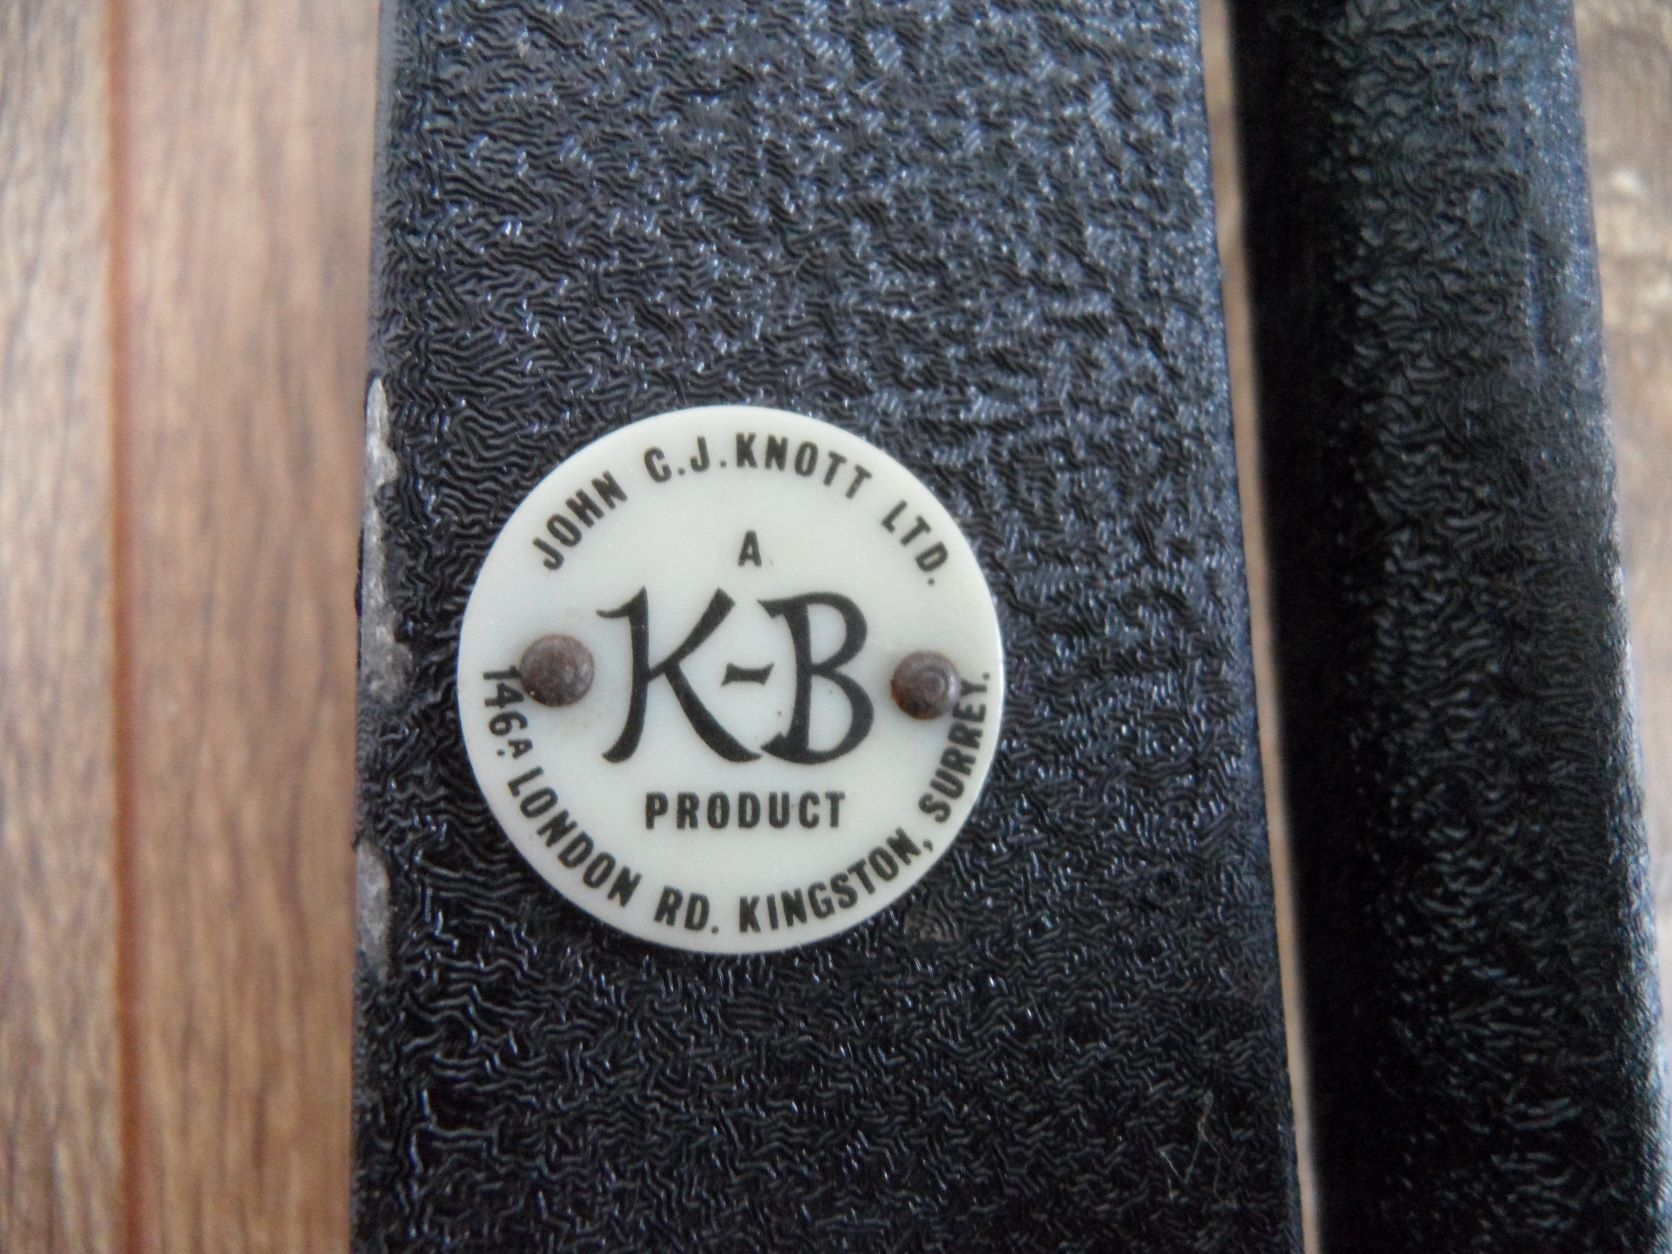 JOHN C.J. KNOTT LTD.
A
K-B
PRODUCT
146A LONDON RD. KINGSTON, SURREY.